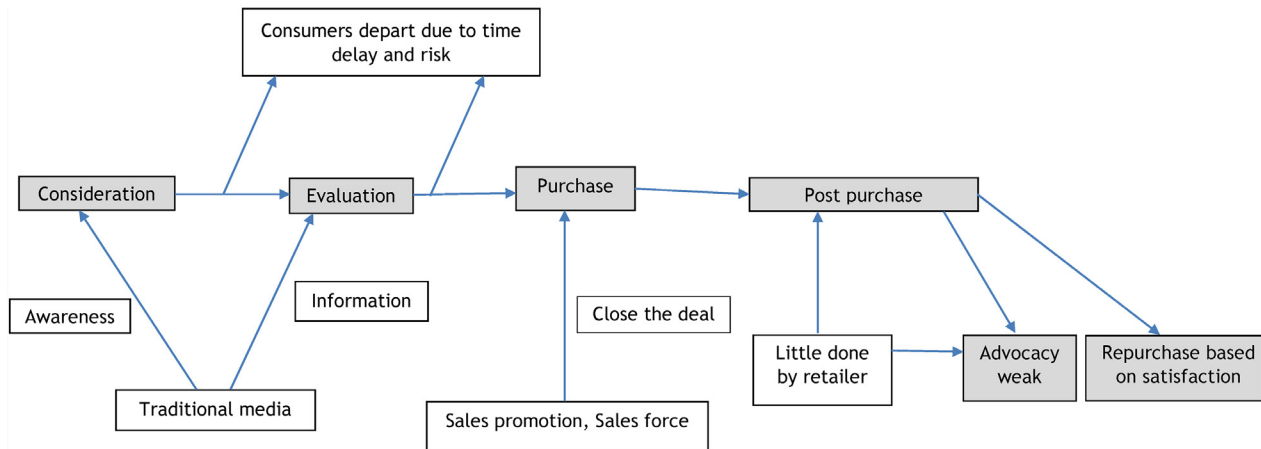 Consumers depart due to time
delay and risk
Consideration
Evaluation
Purchase
Post purchase
Awareness
Information
Close the deal
Little done
by retailer
Advocacy
weak
Repurchase based
on satisfaction
Traditional media
Sales promotion, Sales force